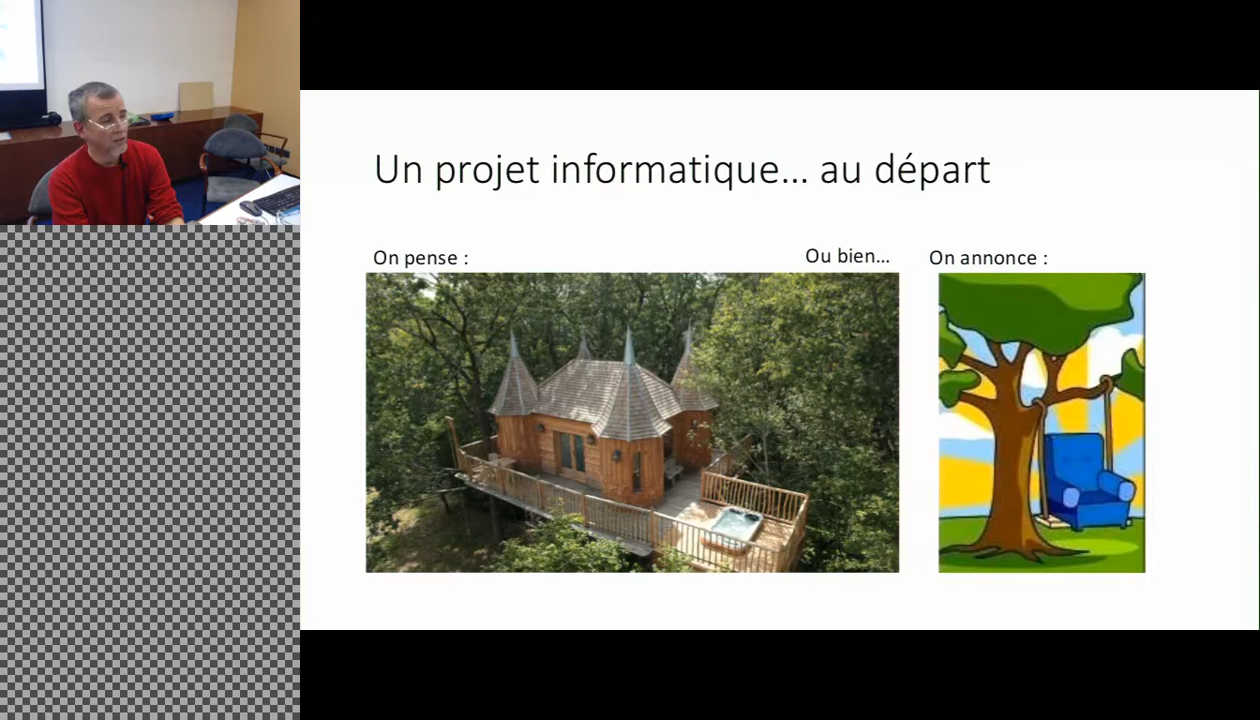 Un projet informatique... au départ
On pense :
Ou bien...
On annonce :